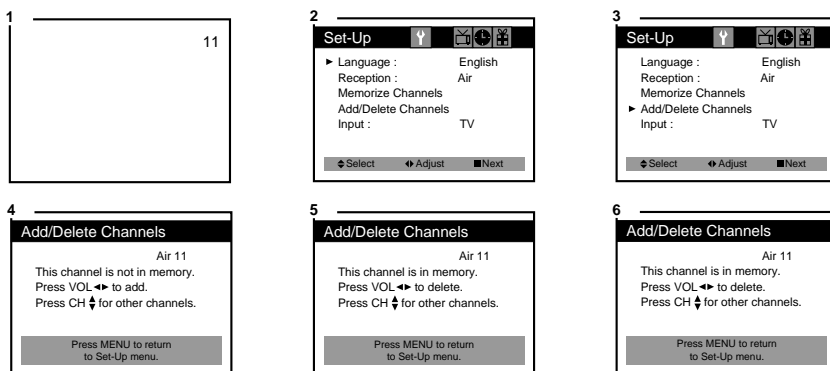 1
11
2
Set-Up
► Language : English
Reception : Air
Memorize Channels
Add/Delete Channels
Input : TV
Select Adjust Next
3
Set-Up
Language : English
Reception : Air
Memorize Channels
► Add/Delete Channels
Input : TV
Select Adjust Next
4
Add/Delete Channels
Air 11
This channel is not in memory.
Press VOL ◄► to add.
Press CH ▲▼ for other channels.
Press MENU to return
to Set-Up menu.
5
Add/Delete Channels
Air 11
This channel is in memory.
Press VOL ◄► to delete.
Press CH ▲▼ for other channels.
Press MENU to return
to Set-Up menu.
6
Add/Delete Channels
Air 11
This channel is in memory.
Press VOL ◄► to delete.
Press CH ▲▼ for other channels.
Press MENU to return
to Set-Up menu.